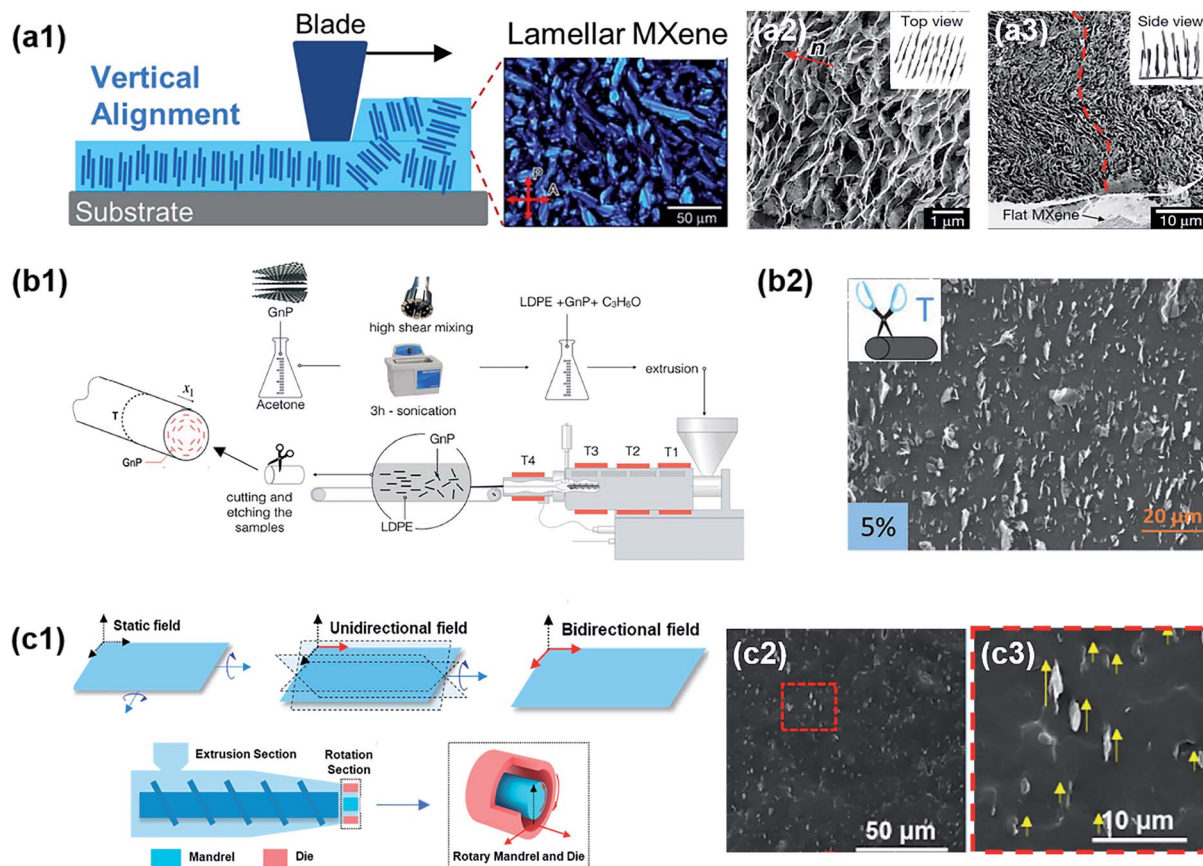 (a1)
Blade
Vertical
Alignment
Substrate
Lamellar MXene
P
A
50 μm
(a2)
n
Top view
1 μm
(a3)
Side view
Flat MXene
10 μm
(b1)
GnP
Acetone
high shear mixing
3h - sonication
LDPE +GnP+ C₃H₆O
extrusion
x₁
T
GnP
cutting and
etching the
samples
GnP
LDPE
T4
T3
T2
T1
(b2)
T
5%
20 μm
(c1)
Static field
Unidirectional field
Bidirectional field
Extrusion Section
Rotation
Section
Mandrel
Die
Rotary Mandrel and Die
(c2)
50 μm
(c3)
10 μm